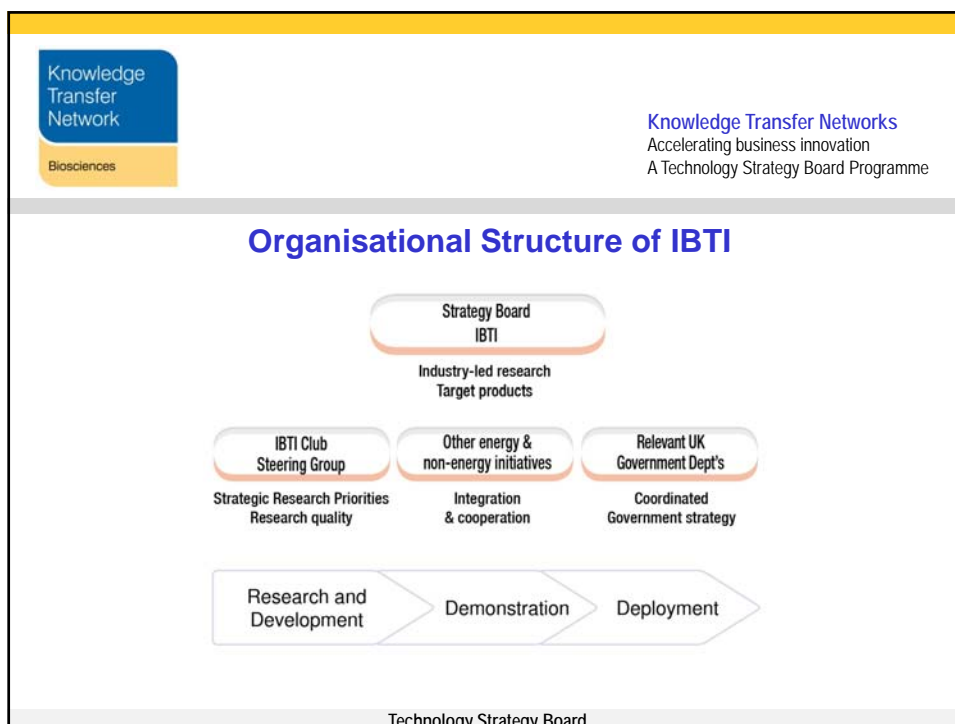 Knowledge
Transfer
Network
Biosciences
Knowledge Transfer Networks
Accelerating business innovation
A Technology Strategy Board Programme
Organisational Structure of IBTI
Strategy Board
IBTI
Industry-led research
Target products
IBTI Club
Steering Group
Strategic Research Priorities
Research quality
Other energy &
non-energy initiatives
Integration
& cooperation
Relevant UK
Government Dept's
Coordinated
Government strategy
Research and
Development
Demonstration
Deployment
Technology Strategy Board